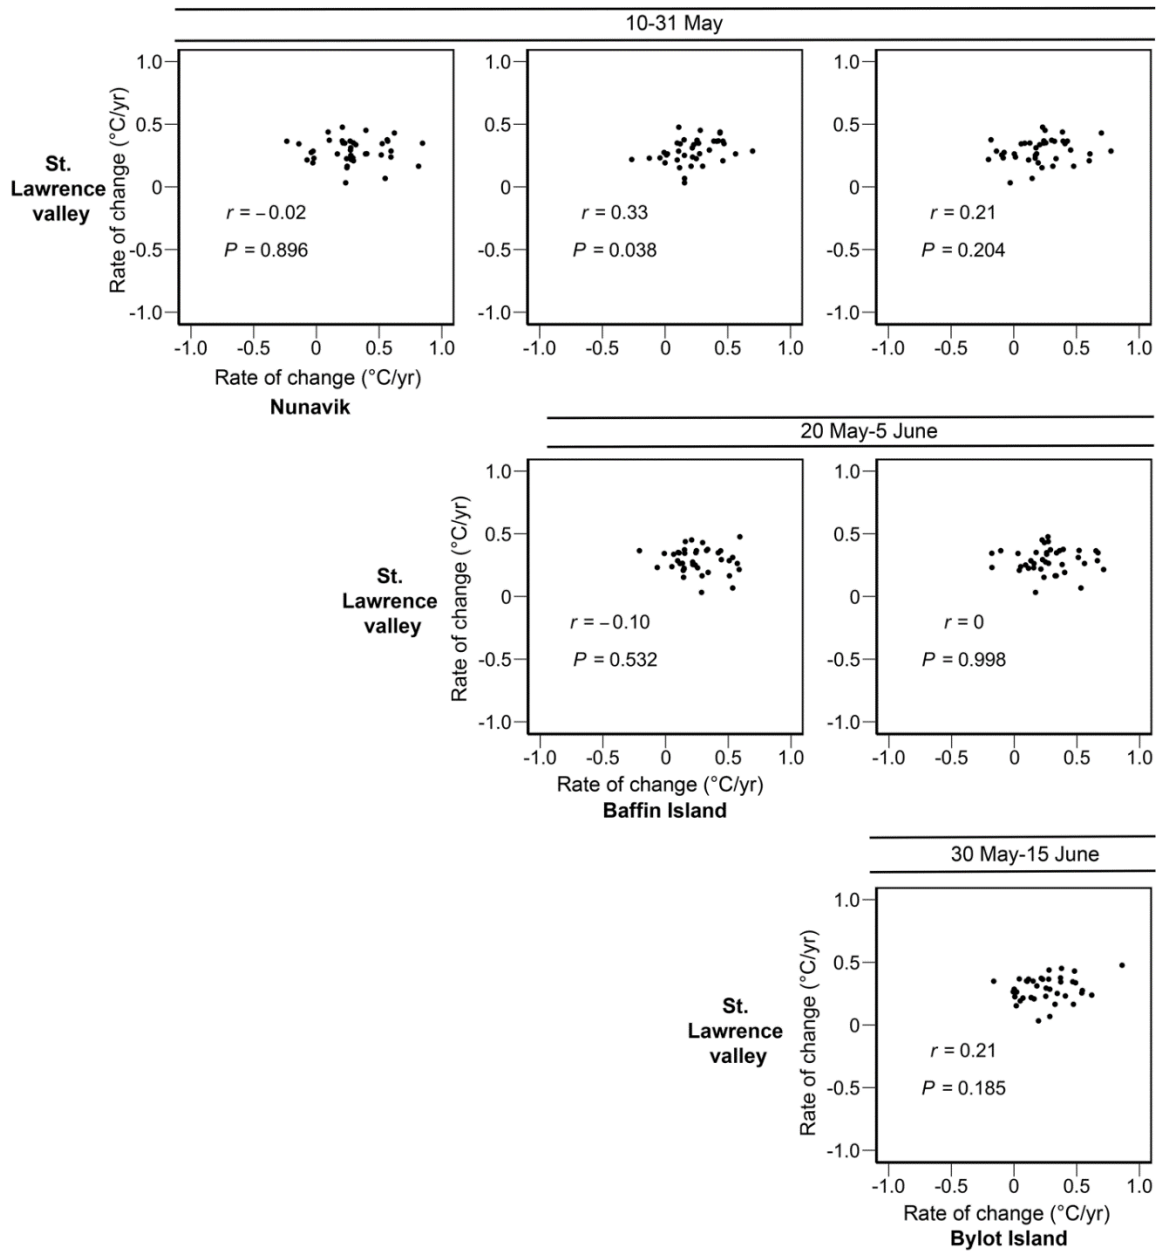 10-31 May
1.0
0.5
0
-0.5
-1.0
Rate of change (°C/yr)
St.
Lawrence
valley
r = −0.02
P = 0.896
-1.0 -0.5 0 0.5 1.0
Rate of change (°C/yr)
Nunavik
1.0
0.5
0
-0.5
-1.0
r = 0.33
P = 0.038
-1.0 -0.5 0 0.5 1.0
1.0
0.5
0
-0.5
-1.0
r = 0.21
P = 0.204
-1.0 -0.5 0 0.5 1.0
20 May-5 June
St.
Lawrence
valley
Rate of change (°C/yr)
1.0
0.5
0
-0.5
-1.0
r = −0.10
P = 0.532
-1.0 -0.5 0 0.5 1.0
Rate of change (°C/yr)
Baffin Island
1.0
0.5
0
-0.5
-1.0
r = 0
P = 0.998
-1.0 -0.5 0 0.5 1.0
30 May-15 June
St.
Lawrence
valley
Rate of change (°C/yr)
1.0
0.5
0
-0.5
-1.0
r = 0.21
P = 0.185
-1.0 -0.5 0 0.5 1.0
Rate of change (°C/yr)
Bylot Island